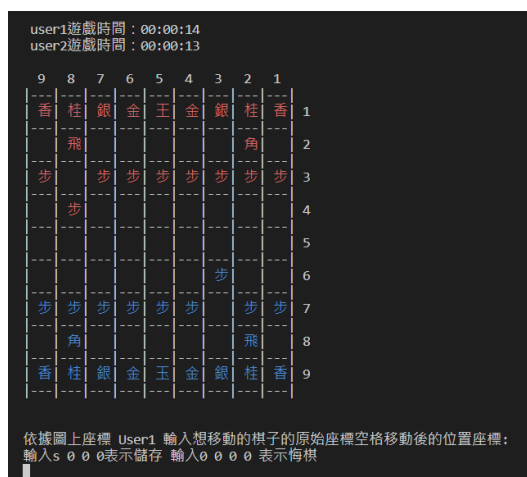 user1遊戲時間：00:00:14
user2遊戲時間：00:00:13
9 8 7 6 5 4 3 2 1
|---|---|---|---|---|---|---|---|---|
| 香| 桂| 銀| 金| 王| 金| 銀| 桂| 香| 1
|---|---|---|---|---|---|---|---|---|
| | 飛| | | | | | 角| | 2
|---|---|---|---|---|---|---|---|---|
| 步| | 步| 步| 步| 步| 步| 步| 步| 3
|---|---|---|---|---|---|---|---|---|
| | 步| | | | | | | | 4
|---|---|---|---|---|---|---|---|---|
| | | | | | | | | | 5
|---|---|---|---|---|---|---|---|---|
| | | | | | | 步| | | 6
|---|---|---|---|---|---|---|---|---|
| 步| 步| 步| 步| 步| 步| | 步| 步| 7
|---|---|---|---|---|---|---|---|---|
| | 角| | | | | | 飛| | 8
|---|---|---|---|---|---|---|---|---|
| 香| 桂| 銀| 金| 玉| 金| 銀| 桂| 香| 9
|---|---|---|---|---|---|---|---|---|
依據圖上座標 User1 輸入想移動的棋子的原始座標空格移動後的位置座標:
輸入s 0 0 0表示儲存 輸入0 0 0 0 表示悔棋